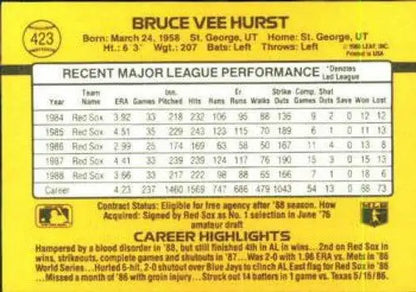 423
BRUCE VEE HURST
Born: March 24, 1958 St. George, UT Home: St. George, UT
Ht.: 6 3" Wgt.: 207 Bats: Left Throws: Left
LEAF, INC.
Printed in USA
RECENT MAJOR LEAGUE PERFORMANCE *Denotes Led League
Year Team Name ERA Games Inn. Pitched Hits Runs Er Runs Walks Strike Outs Comp. Games Shut Outs Save Won Lost
1984 Red Sox 3.92 33 218 232 106 95 88 136 9 2 0 12 12
1985 Red Sox 4.51 35 229 243 123 115 70 189 6 1 0 11 13
1986 Red Sox 2.99 25 174 169 63 58 50 167 11 4 0 13 8
1987 Red Sox 4.41 33 239 239 124 117 76 190 15 3 0 15 13
1988 Red Sox 3.66 33 217 222 98 88 65 166 7 1 0 18 6
Career 4.23 237 1460 1569 747 1043 54 13 0 88 73
Contract Status: Eligible for free agency after '88 season. How
Acquired: Signed by Red Sox as No. 1 selection in June '76
amateur draft
CAREER HIGHLIGHTS
Hampered by a blood disorder in '88, but still finished 4th in AL in wins... 2nd on Red Sox in
wins, strikeouts, complete games and shutouts in '87... Was 2-0 with 1.96 ERA vs. Mets in '86
World Series... Hurled 6-hit, 2-0 shutout over Blue Jays to clinch AL East flag for Red Sox in '86...
Missed a month of '86 with groin injury... Struck out 14 batters in 1 game vs. Texas 5/15/86.